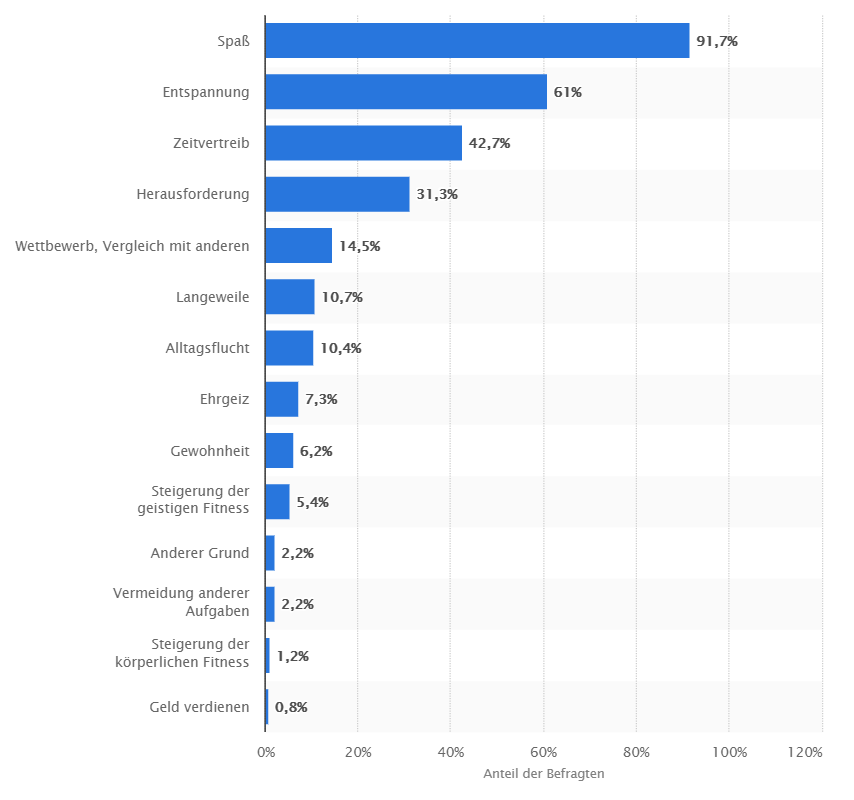 Spaß
91,7%
Entspannung
61%
Zeitvertreib
42,7%
Herausforderung
31,3%
Wettbewerb, Vergleich mit anderen
14,5%
Langeweile
10,7%
Alltagsflucht
10,4%
Ehrgeiz
7,3%
Gewohnheit
6,2%
Steigerung der
geistigen Fitness
5,4%
Anderer Grund
2,2%
Vermeidung anderer
Aufgaben
2,2%
Steigerung der
körperlichen Fitness
1,2%
Geld verdienen
0,8%
0% 20% 40% 60% 80% 100% 120%
Anteil der Befragten